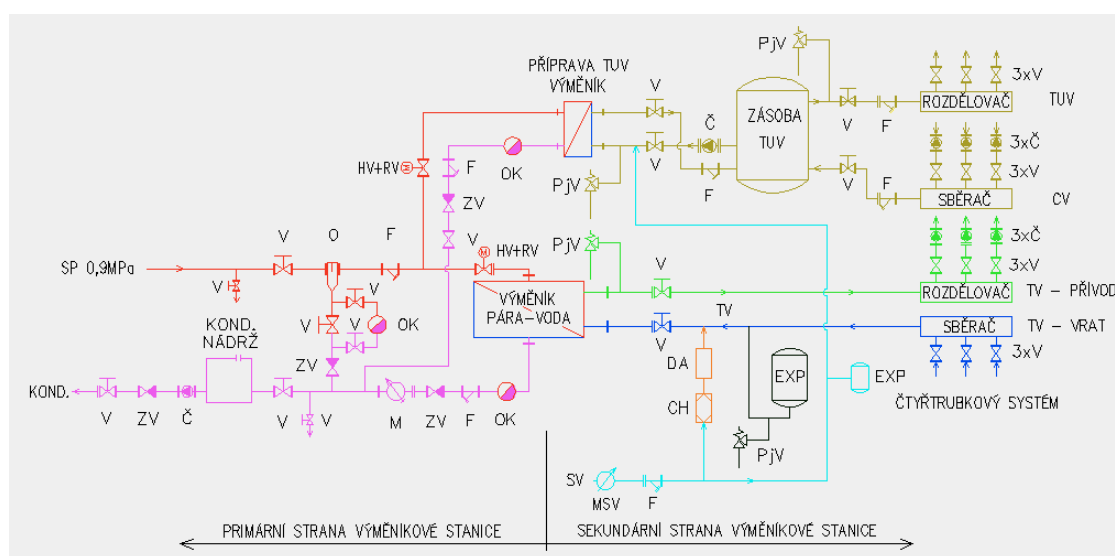 PjV
3xV
PŘÍPRAVA TUV
VÝMĚNÍK
V
ROZDĚLOVAČ
TUV
Č
ZÁSOBA
TUV
V
F
3xČ
HV+RV
F
OK
V
PjV
F
V
F
3xV
ZV
SBĚRAČ
CV
V
O
F
V
HV+RV
PjV
V
3xČ
SP 0,9MPa
3xV
V
V
VÝMĚNÍK
PÁRA-VODA
ROZDĚLOVAČ
TV - PŘÍVOD
KOND.
NÁDRŽ
V
V
OK
TV
V
SBĚRAČ
TV - VRAT
ZV
DA
EXP
EXP
3xV
KOND.
V
ZV
Č
V
V
M
ZV
F
OK
CH
ČTYŘTRUBKOVÝ SYSTÉM
PjV
SV
MSV
F
PRIMÁRNÍ STRANA VÝMĚNÍKOVÉ STANICE
SEKUNDÁRNÍ STRANA VÝMĚNÍKOVÉ STANICE